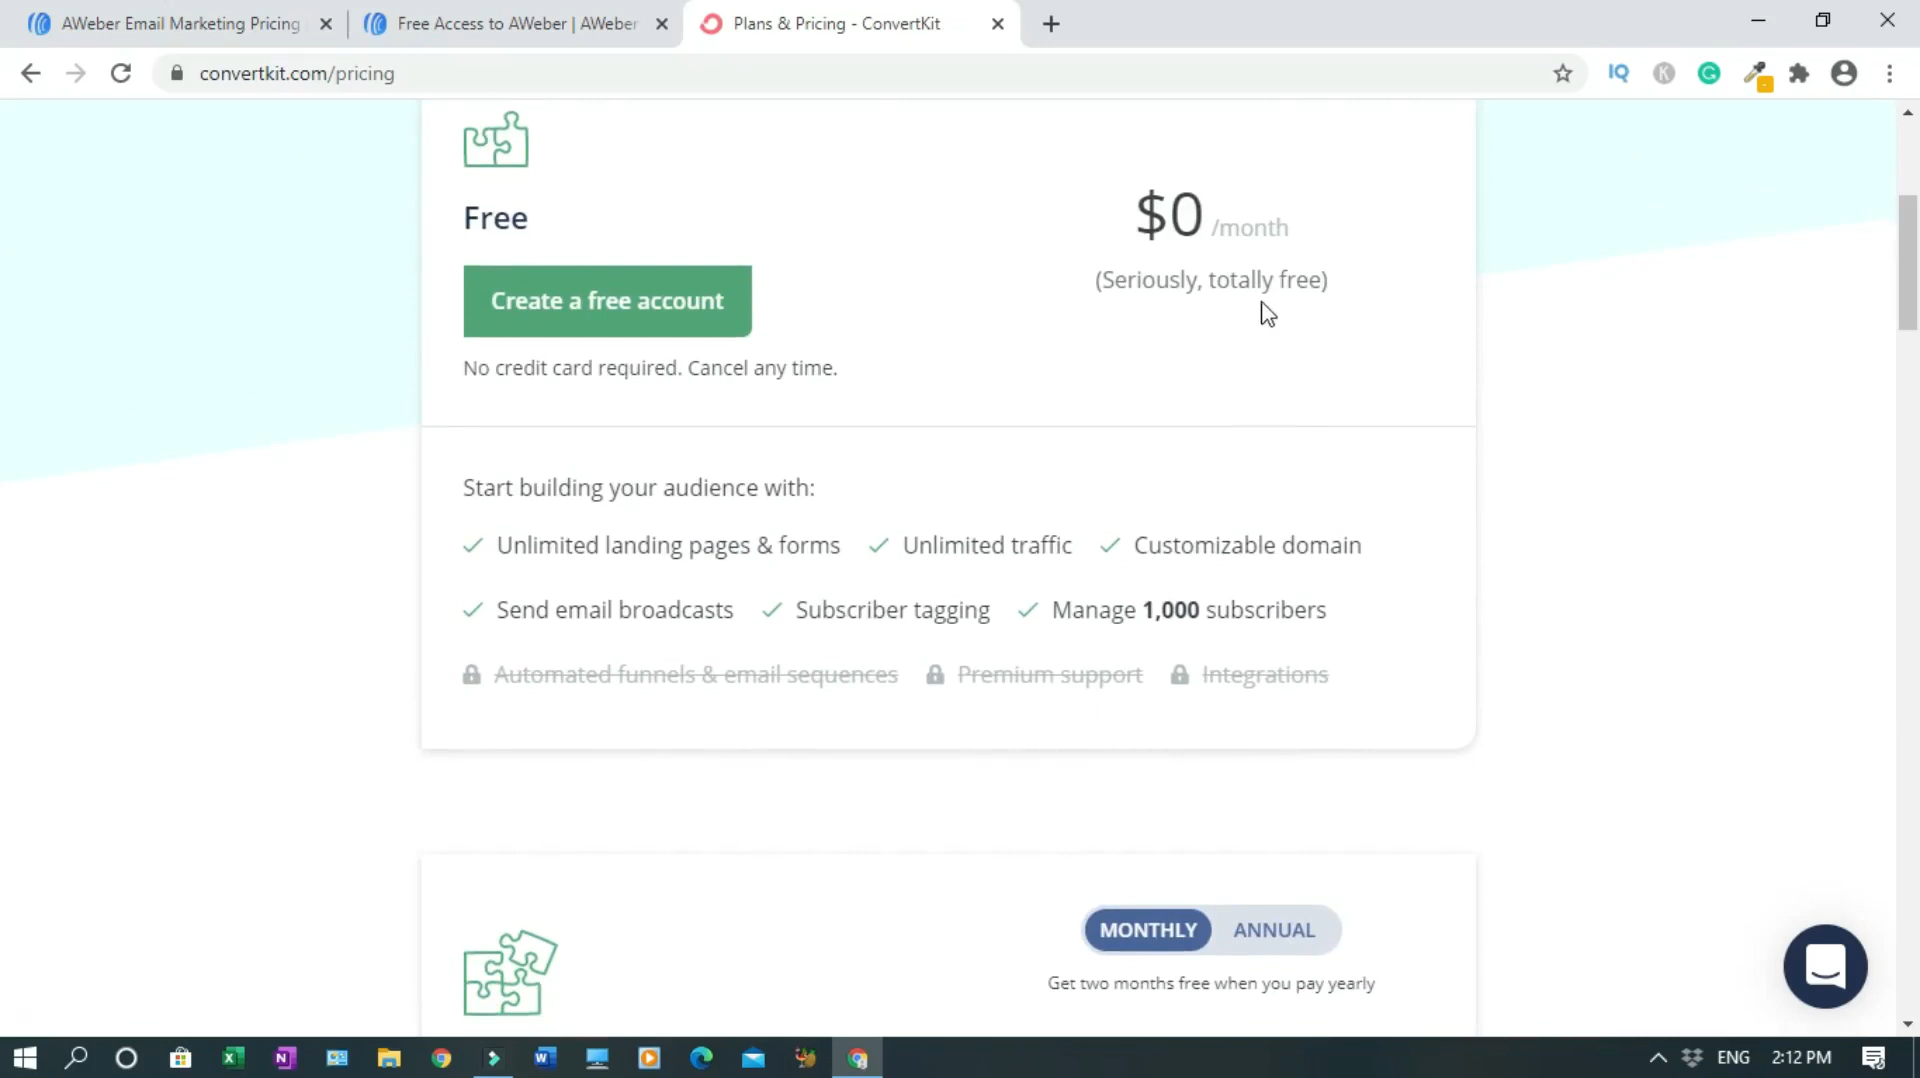 AWeber Email Marketing Pricing
Free Access to AWeber | AWeber
Plans & Pricing - ConvertKit
convertkit.com/pricing
IQ
K
G
Free
$0 /month
(Seriously, totally free)
Create a free account
No credit card required. Cancel any time.
Start building your audience with:
Unlimited landing pages & forms Unlimited traffic Customizable domain
Send email broadcasts Subscriber tagging Manage 1,000 subscribers
Automated funnels & email sequences Premium support Integrations
MONTHLY ANNUAL
Get two months free when you pay yearly
ENG 2:12 PM